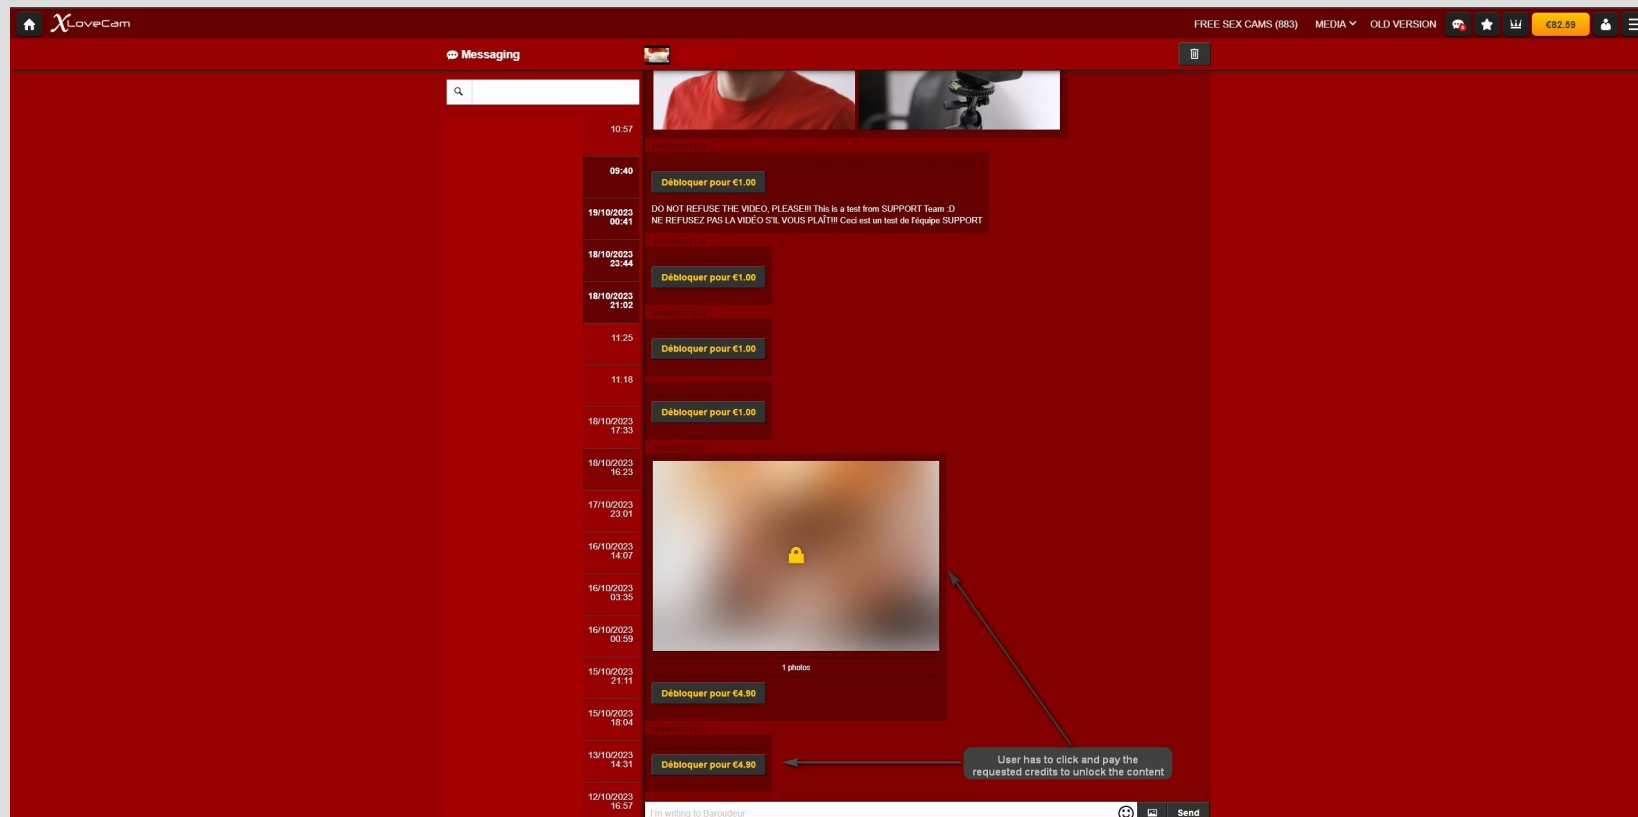 XLoveCam
FREE SEX CAMS (883)
MEDIA
OLD VERSION
€82.59
Messaging
10:57
09:40
19/10/2023
00:41
18/10/2023
23:44
18/10/2023
21:02
11:25
11:18
18/10/2023
17:33
18/10/2023
16:23
17/10/2023
23:01
16/10/2023
14:07
16/10/2023
03:35
16/10/2023
00:59
15/10/2023
21:11
15/10/2023
18:04
13/10/2023
14:31
12/10/2023
16:57
Débloquer pour €1.00
DO NOT REFUSE THE VIDEO, PLEASE!!! This is a test from SUPPORT Team :D
NE REFUSEZ PAS LA VIDÉO S'IL VOUS PLAÎT!!! Ceci est un test de l'équipe SUPPORT
Débloquer pour €1.00
Débloquer pour €1.00
Débloquer pour €1.00
1 photos
Débloquer pour €4.90
Débloquer pour €4.90
User has to click and pay the
requested credits to unlock the content
I'm writing to Baroudeur
Send